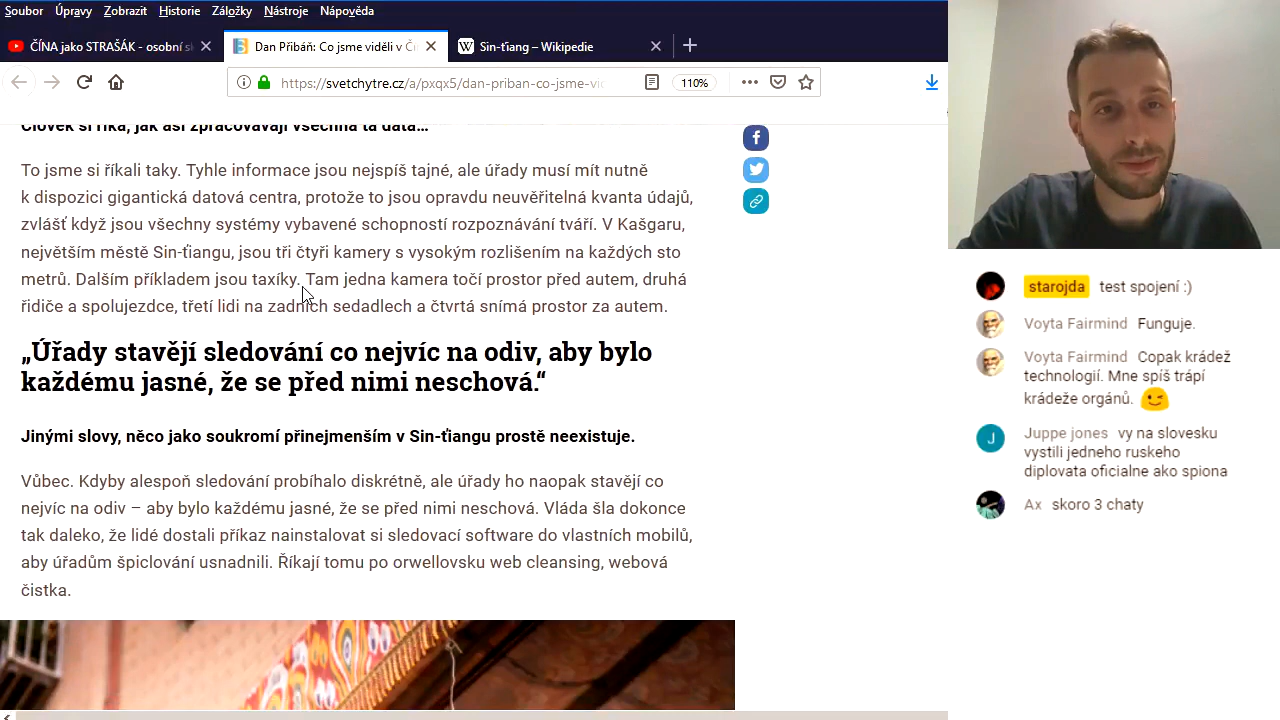 Soubor Úpravy Zobrazit Historie Záložky Nástroje Nápověda
ČÍNA jako STRAŠÁK - osobní
Dan Přibáň: Co jsme viděli v
Sin-ťiang – Wikipedie
https://svetchytre.cz/a/pxqx5/dan-priban-co-jsme-vi
110%
Člověk si říká, jak asi zpracovávají všechna ta data…
To jsme si říkali taky. Tyhle informace jsou nejspíš tajné, ale úřady musí mít nutně
k dispozici gigantická datová centra, protože to jsou opravdu neuvěřitelná kvanta údajů,
zvlášť když jsou všechny systémy vybavené schopností rozpoznávání tváří. V Kašgaru,
největším městě Sin-ťiangu, jsou tři čtyři kamery s vysokým rozlišením na každých sto
metrů. Dalším příkladem jsou taxíky. Tam jedna kamera točí prostor před autem, druhá
řidiče a spolujezdce, třetí lidi na zadních sedadlech a čtvrtá snímá prostor za autem.
„Úřady stavějí sledování co nejvíc na odiv, aby bylo
každému jasné, že se před nimi neschová.“
Jinými slovy, něco jako soukromí přinejmenším v Sin-ťiangu prostě neexistuje.
Vůbec. Kdyby alespoň sledování probíhalo diskrétně, ale úřady ho naopak stavějí co
nejvíc na odiv – aby bylo každému jasné, že se před nimi neschová. Vláda šla dokonce
tak daleko, že lidé dostali příkaz nainstalovat si sledovací software do vlastních mobilů,
aby úřadům špiclování usnadnili. Říkají tomu po orwellovsku web cleansing, webová
čistka.
starojda test spojení :)
Voyta Fairmind Funguje.
Voyta Fairmind Copak krádež
technologií. Mne spíš trápí
krádeže orgánů. 😉
J Juppe jones vy na slovesku
vystili jedneho ruskeho
diplovata oficialne ako spiona
Ax skoro 3 chaty